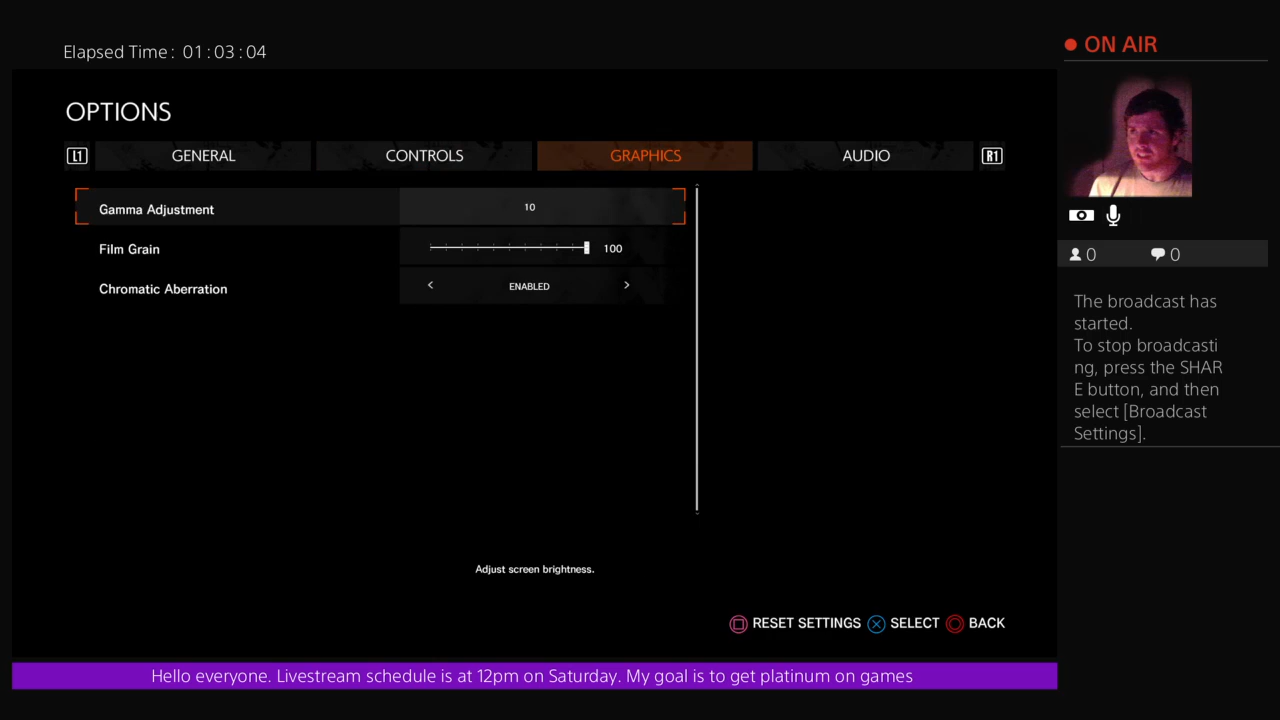 Elapsed Time: 01:03:04
ON AIR
OPTIONS
L1 GENERAL CONTROLS GRAPHICS AUDIO R1
Gamma Adjustment 10
Film Grain 100
Chromatic Aberration < ENABLED >
0 0
The broadcast has
started.
To stop broadcasti
ng, press the SHAR
E button, and then
select [Broadcast
Settings].
Adjust screen brightness.
RESET SETTINGS SELECT BACK
Hello everyone. Livestream schedule is at 12pm on Saturday. My goal is to get platinum on games